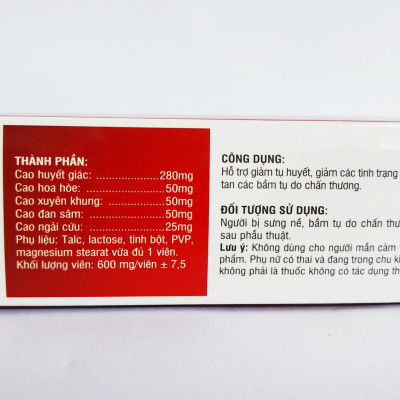 THÀNH PHẦN:
Cao huyết giác: ........................280mg
Cao hoa hòe: .............................50mg
Cao xuyên khung: ......................50mg
Cao đan sâm: ............................50mg
Cao ngải cứu: ............................25mg
Phụ liệu: Talc, lactose, tinh bột, PVP,
magnesium stearat vừa đủ 1 viên.
Khối lượng viên: 600 mg/viên ± 7,5
CÔNG DỤNG:
Hỗ trợ giảm tụ huyết, giảm các tình trạng
tan các bầm tụ do chấn thương.
ĐỐI TƯỢNG SỬ DỤNG:
Người bị sưng nề, bầm tụ do chấn thư
sau phẫu thuật.
Lưu ý: Không dùng cho người mẫn cảm
phẩm. Phụ nữ có thai và đang trong chu ki
không phải là thuốc không có tác dụng th